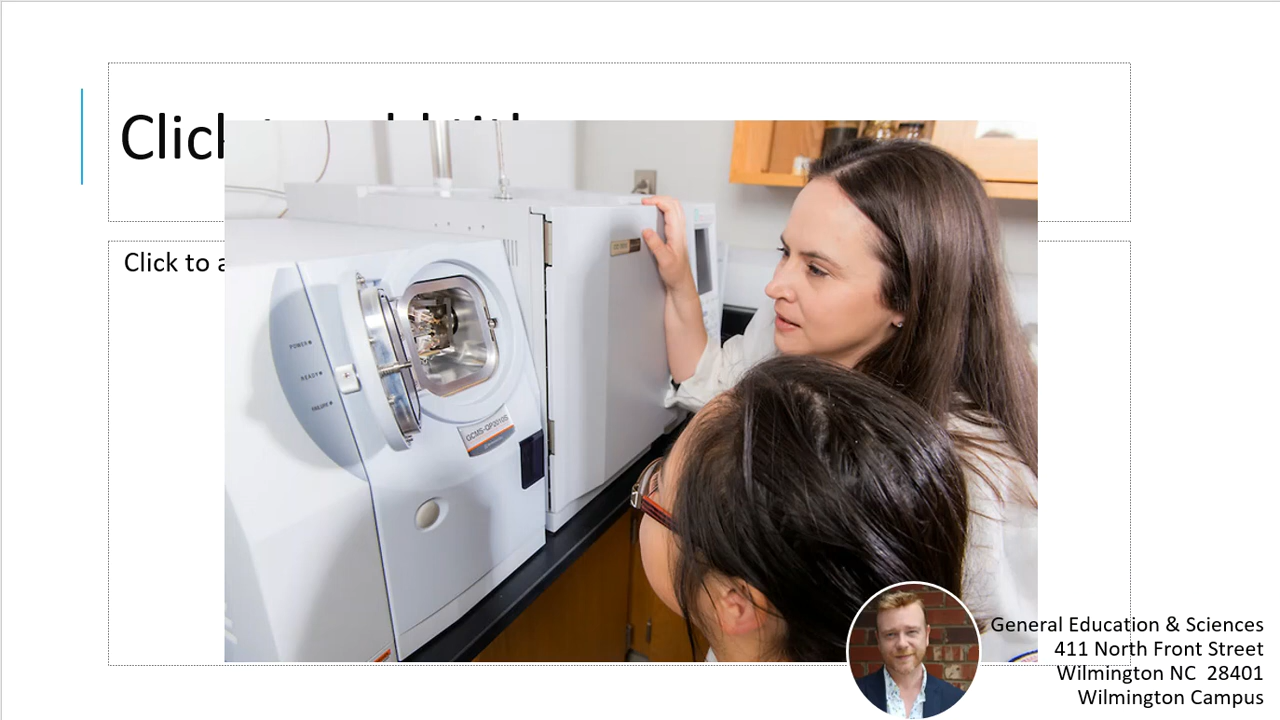 Click
Click to a
POWER
READY
FAILURE
GCMS-QP2010S
General Education & Sciences
411 North Front Street
Wilmington NC  28401
Wilmington Campus